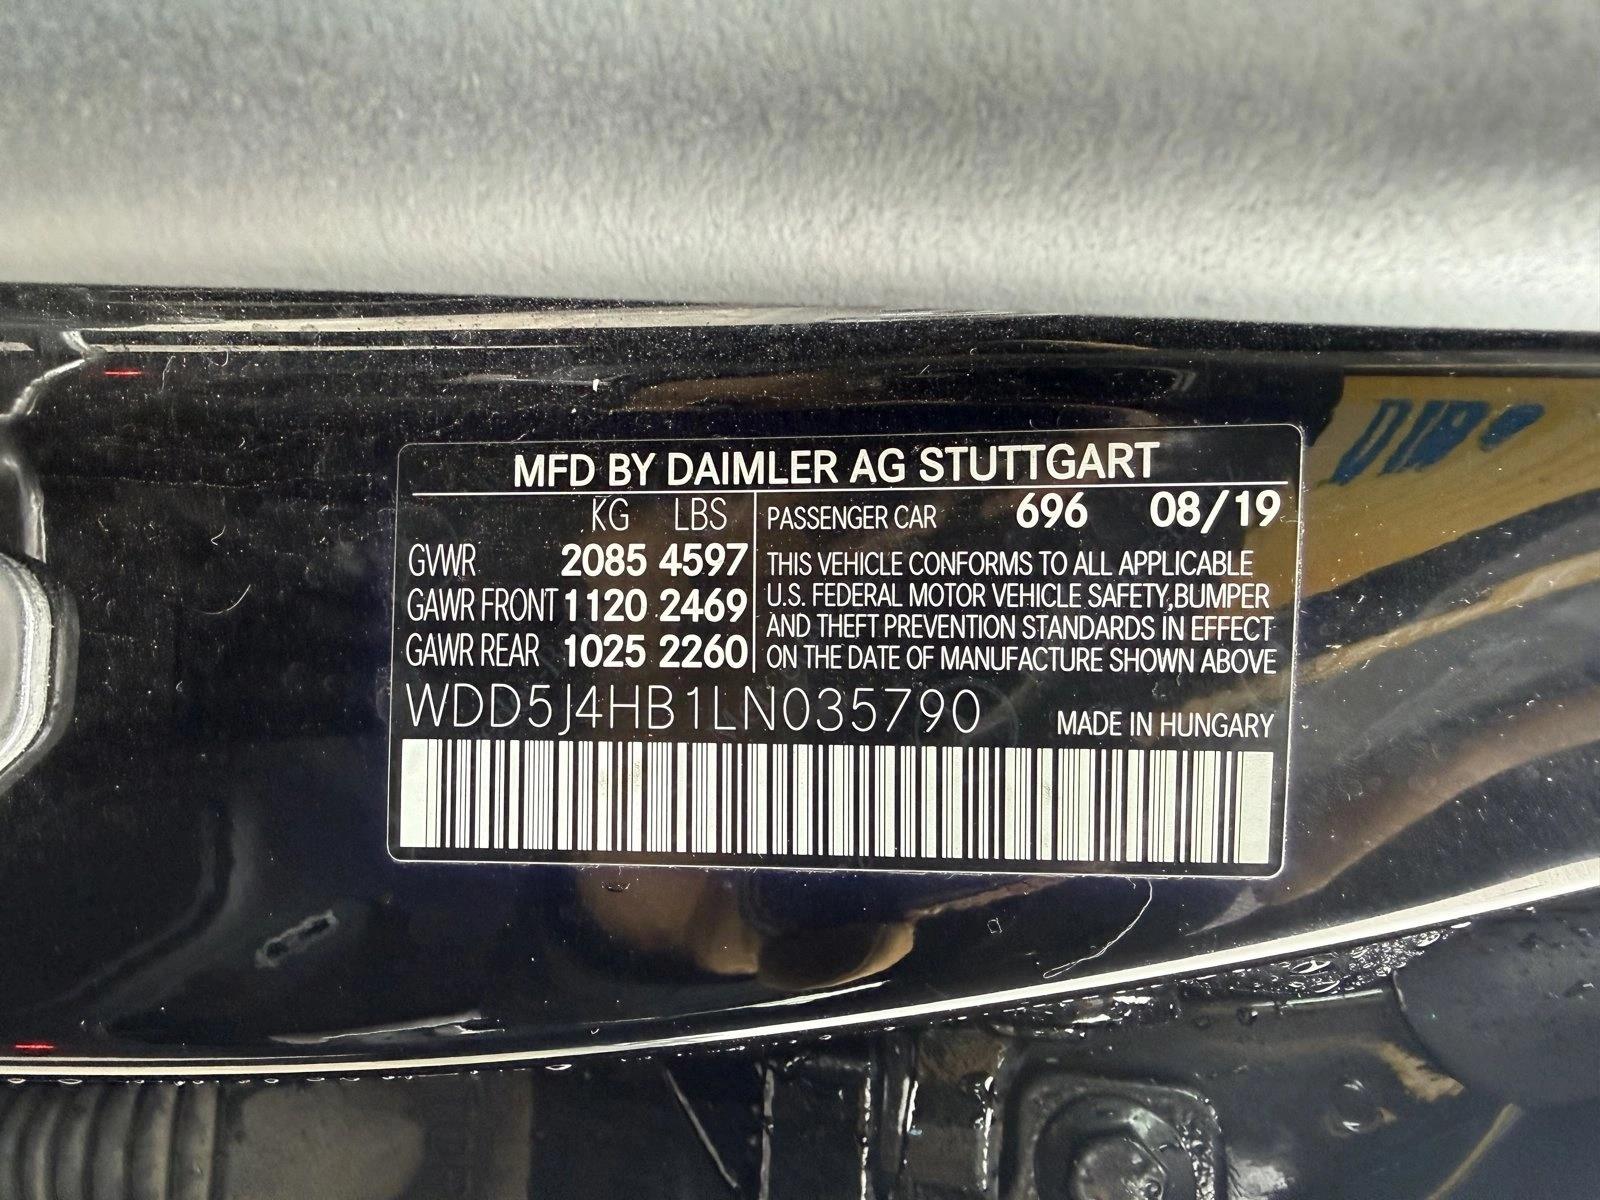 MFD BY DAIMLER AG STUTTGART
KG LBS
GVWR 2085 4597
GAWR FRONT 1120 2469
GAWR REAR 1025 2260
PASSENGER CAR 696 08/19
THIS VEHICLE CONFORMS TO ALL APPLICABLE
U.S. FEDERAL MOTOR VEHICLE SAFETY,BUMPER
AND THEFT PREVENTION STANDARDS IN EFFECT
ON THE DATE OF MANUFACTURE SHOWN ABOVE
WDD5J4HB1LN035790
MADE IN HUNGARY